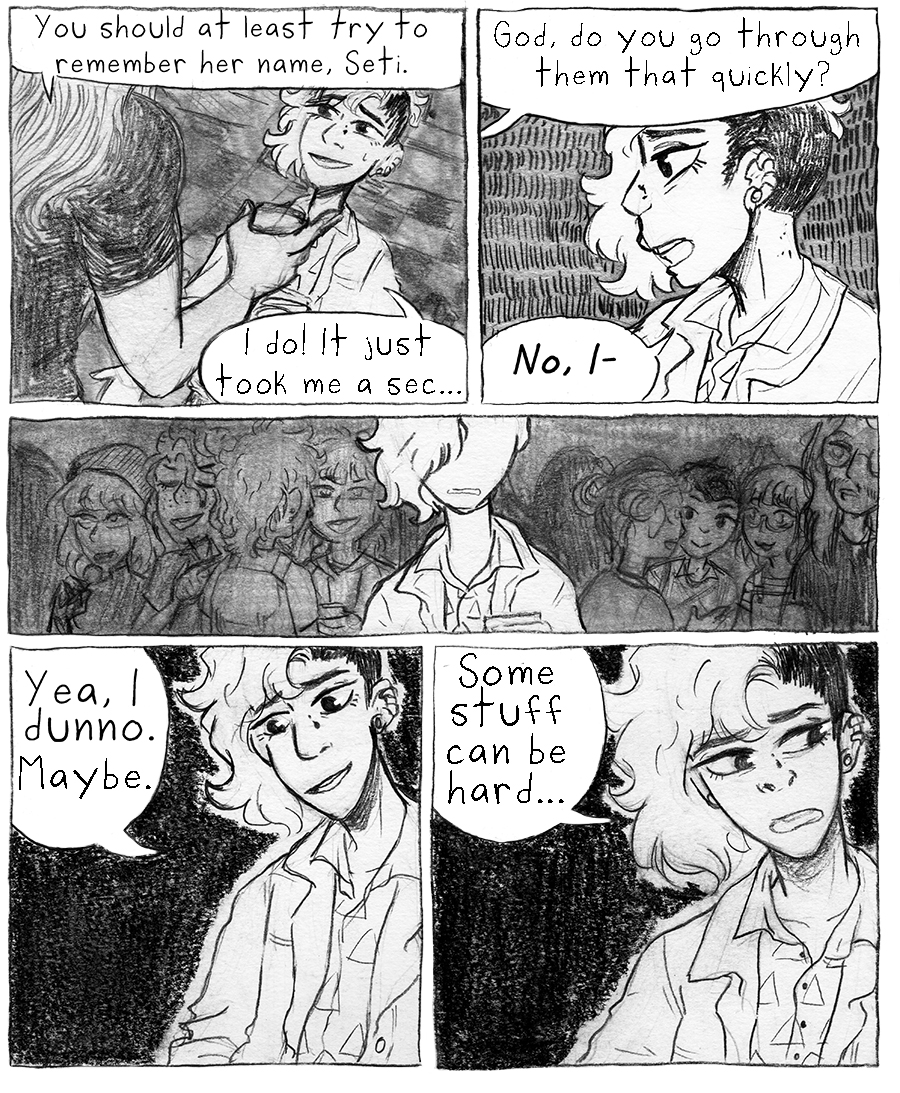 You should at least try to
remember her name, Seti.
I do! It just
took me a sec...
God, do you go through
them that quickly?
No, I-
Yea, I
dunno.
Maybe.
Some
stuff
can be
hard...